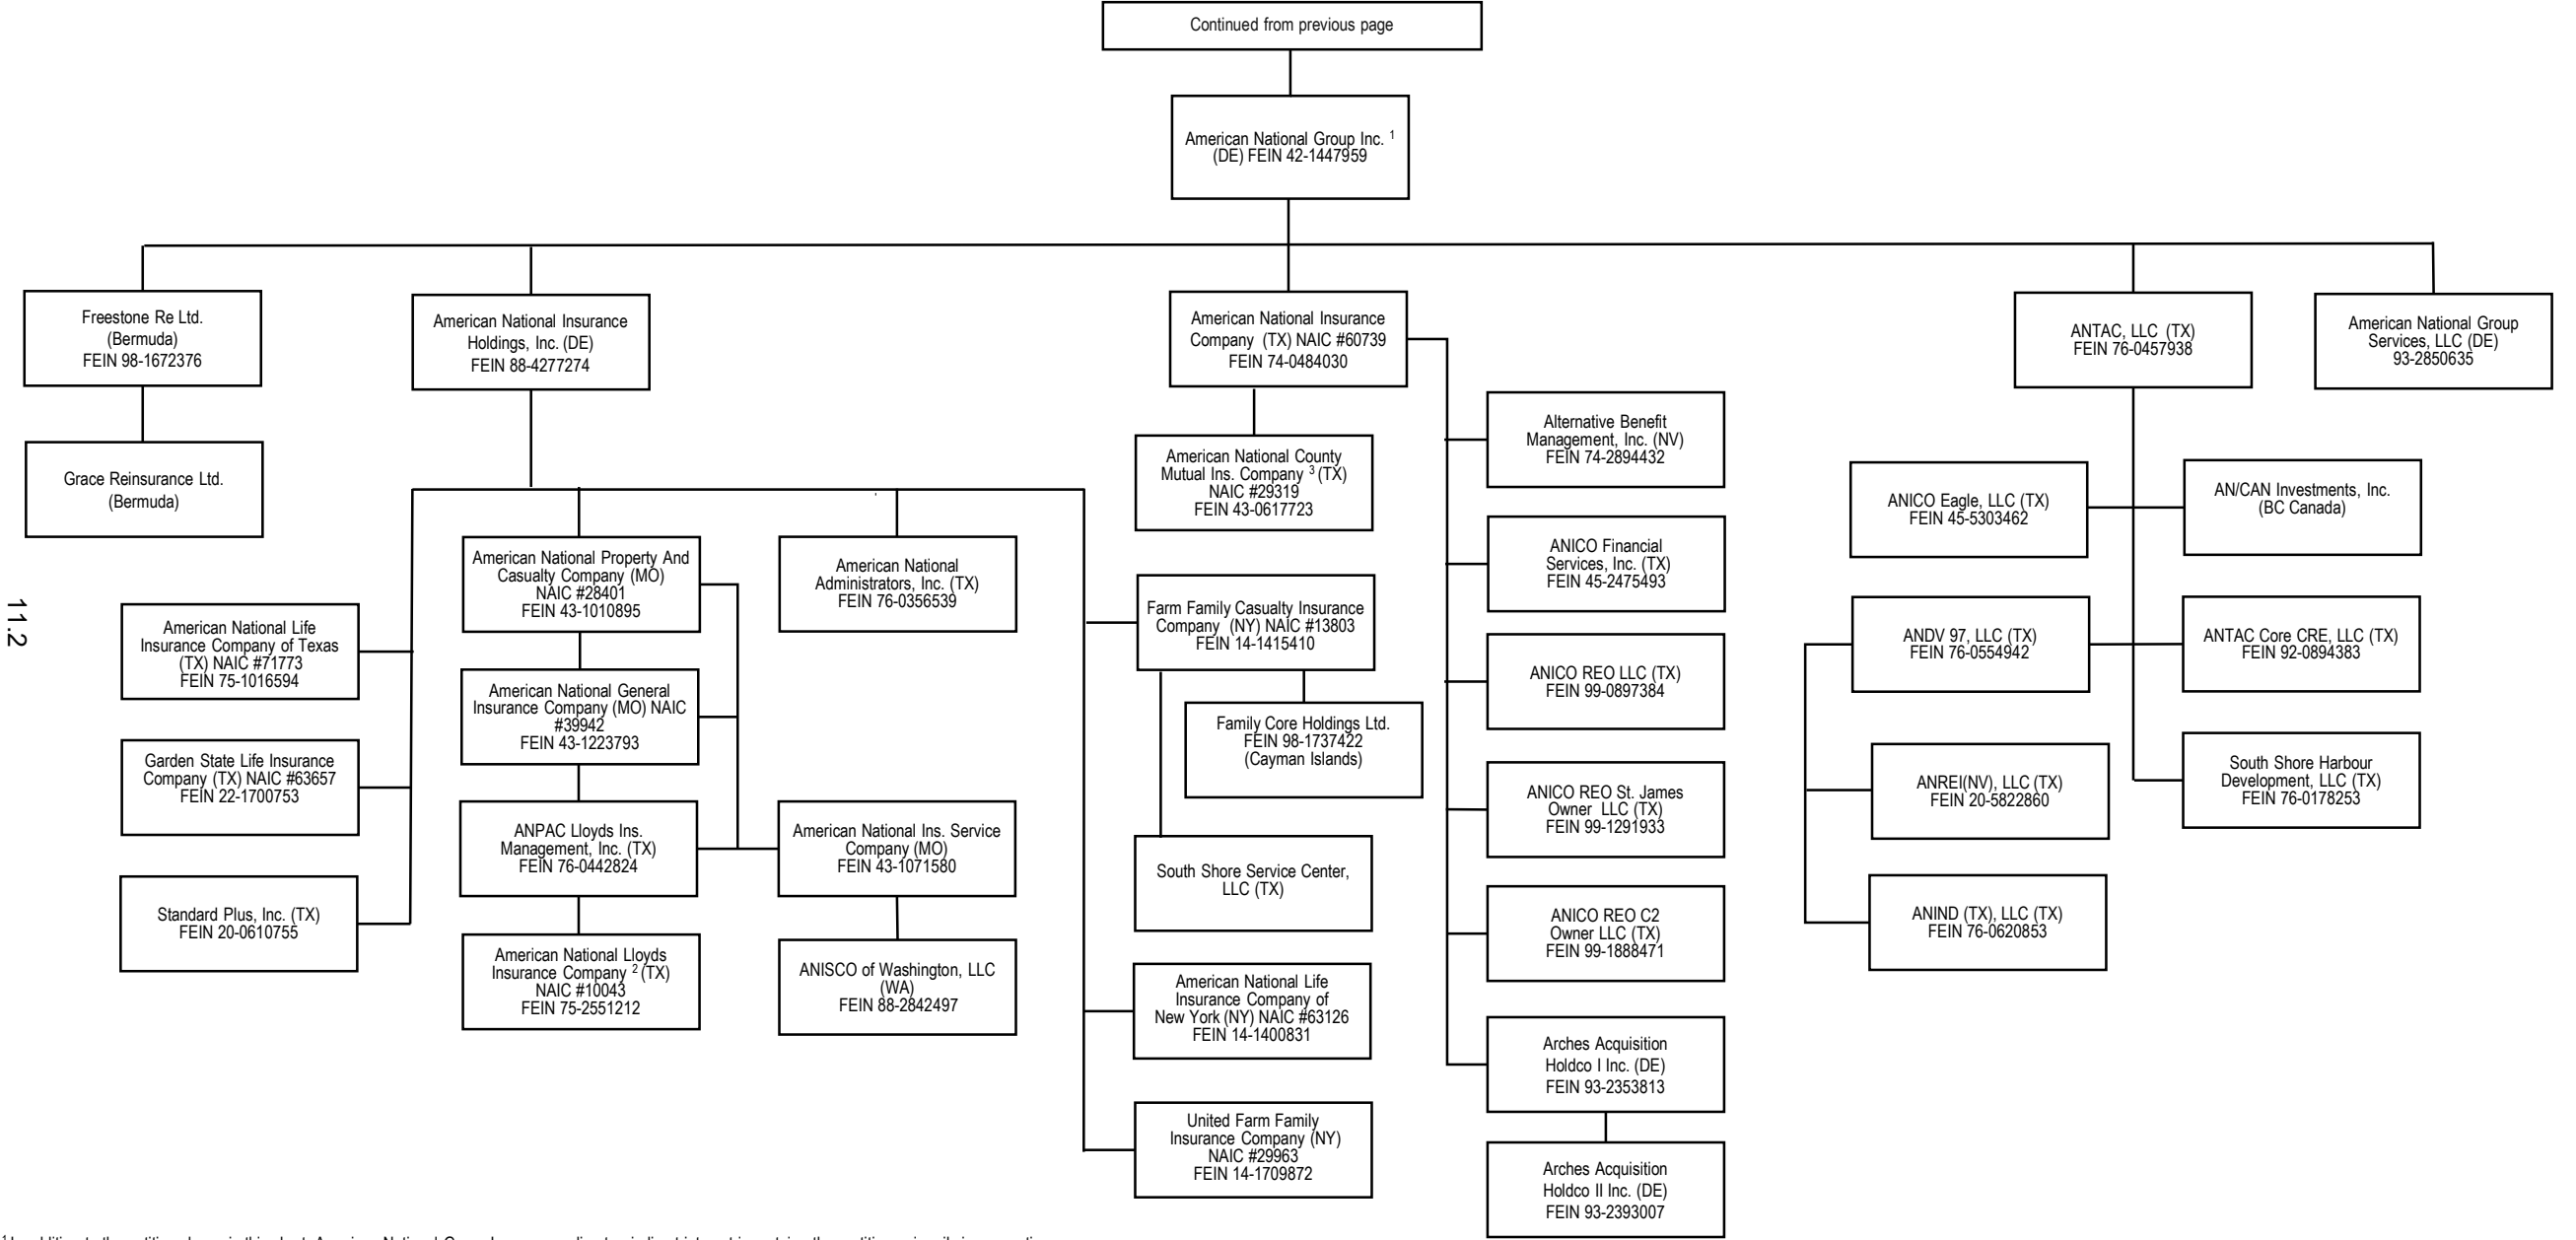 Continued from previous page
American National Group Inc. 1
(DE) FEIN 42-1447959
Freestone Re Ltd.
(Bermuda)
FEIN 98-1672376
American National Insurance
Holdings, Inc. (DE)
FEIN 88-4277274
American National Insurance
Company (TX) NAIC #60739
FEIN 74-0484030
ANTAC, LLC (TX)
FEIN 76-0457938
American National Group
Services, LLC (DE)
93-2850635
Grace Reinsurance Ltd.
(Bermuda)
American National County
Mutual Ins. Company 3 (TX)
NAIC #29319
FEIN 43-0617723
Alternative Benefit
Management, Inc. (NV)
FEIN 74-2894432
ANICO Eagle, LLC (TX)
FEIN 45-5303462
AN/CAN Investments, Inc.
(BC Canada)
American National Property And
Casualty Company (MO)
NAIC #28401
FEIN 43-1010895
American National
Administrators, Inc. (TX)
FEIN 76-0356539
ANICO Financial
Services, Inc. (TX)
FEIN 45-2475493
11.2
American National Life
Insurance Company of Texas
(TX) NAIC #71773
FEIN 75-1016594
Farm Family Casualty Insurance
Company (NY) NAIC #13803
FEIN 14-1415410
ANDV 97, LLC (TX)
FEIN 76-0554942
ANTAC Core CRE, LLC (TX)
FEIN 92-0894383
American National General
Insurance Company (MO) NAIC
#39942
FEIN 43-1223793
ANICO REO LLC (TX)
FEIN 99-0897384
Family Core Holdings Ltd.
FEIN 98-1737422
(Cayman Islands)
Garden State Life Insurance
Company (TX) NAIC #63657
FEIN 22-1700753
ANREI(NV), LLC (TX)
FEIN 20-5822860
South Shore Harbour
Development, LLC (TX)
FEIN 76-0178253
ANICO REO St. James
Owner LLC (TX)
FEIN 99-1291933
ANPAC Lloyds Ins.
Management, Inc. (TX)
FEIN 76-0442824
American National Ins. Service
Company (MO)
FEIN 43-1071580
South Shore Service Center,
LLC (TX)
Standard Plus, Inc. (TX)
FEIN 20-0610755
ANICO REO C2
Owner LLC (TX)
FEIN 99-1888471
ANIND (TX), LLC (TX)
FEIN 76-0620853
American National Lloyds
Insurance Company 2 (TX)
NAIC #10043
FEIN 75-2551212
ANISCO of Washington, LLC
(WA)
FEIN 88-2842497
American National Life
Insurance Company of
New York (NY) NAIC #63126
FEIN 14-1400831
Arches Acquisition
Holdco I Inc. (DE)
FEIN 93-2353813
United Farm Family
Insurance Company (NY)
NAIC #29963
FEIN 14-1709872
Arches Acquisition
Holdco II Inc. (DE)
FEIN 93-2393007